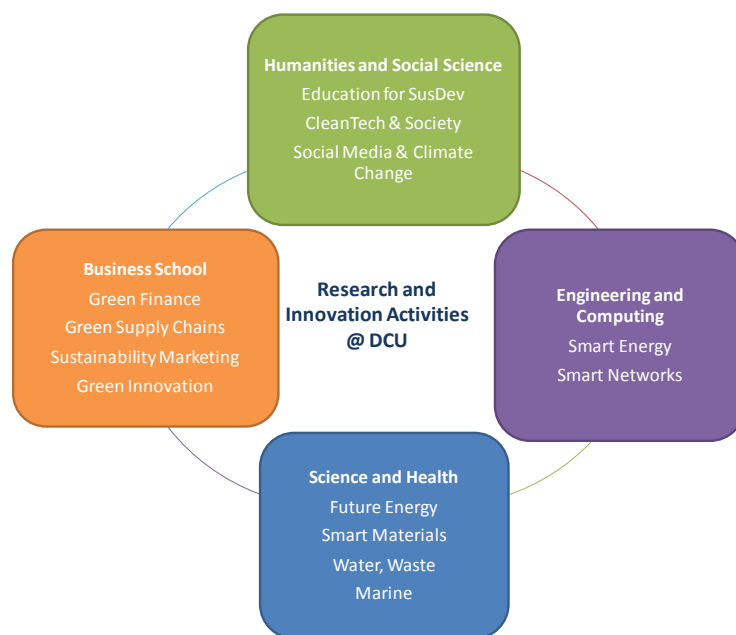 Humanities and Social Science
Education for SusDev
CleanTech & Society
Social Media & Climate
Change
Business School
Green Finance
Green Supply Chains
Sustainability Marketing
Green Innovation
Research and
Innovation Activities
@ DCU
Engineering and
Computing
Smart Energy
Smart Networks
Science and Health
Future Energy
Smart Materials
Water, Waste
Marine